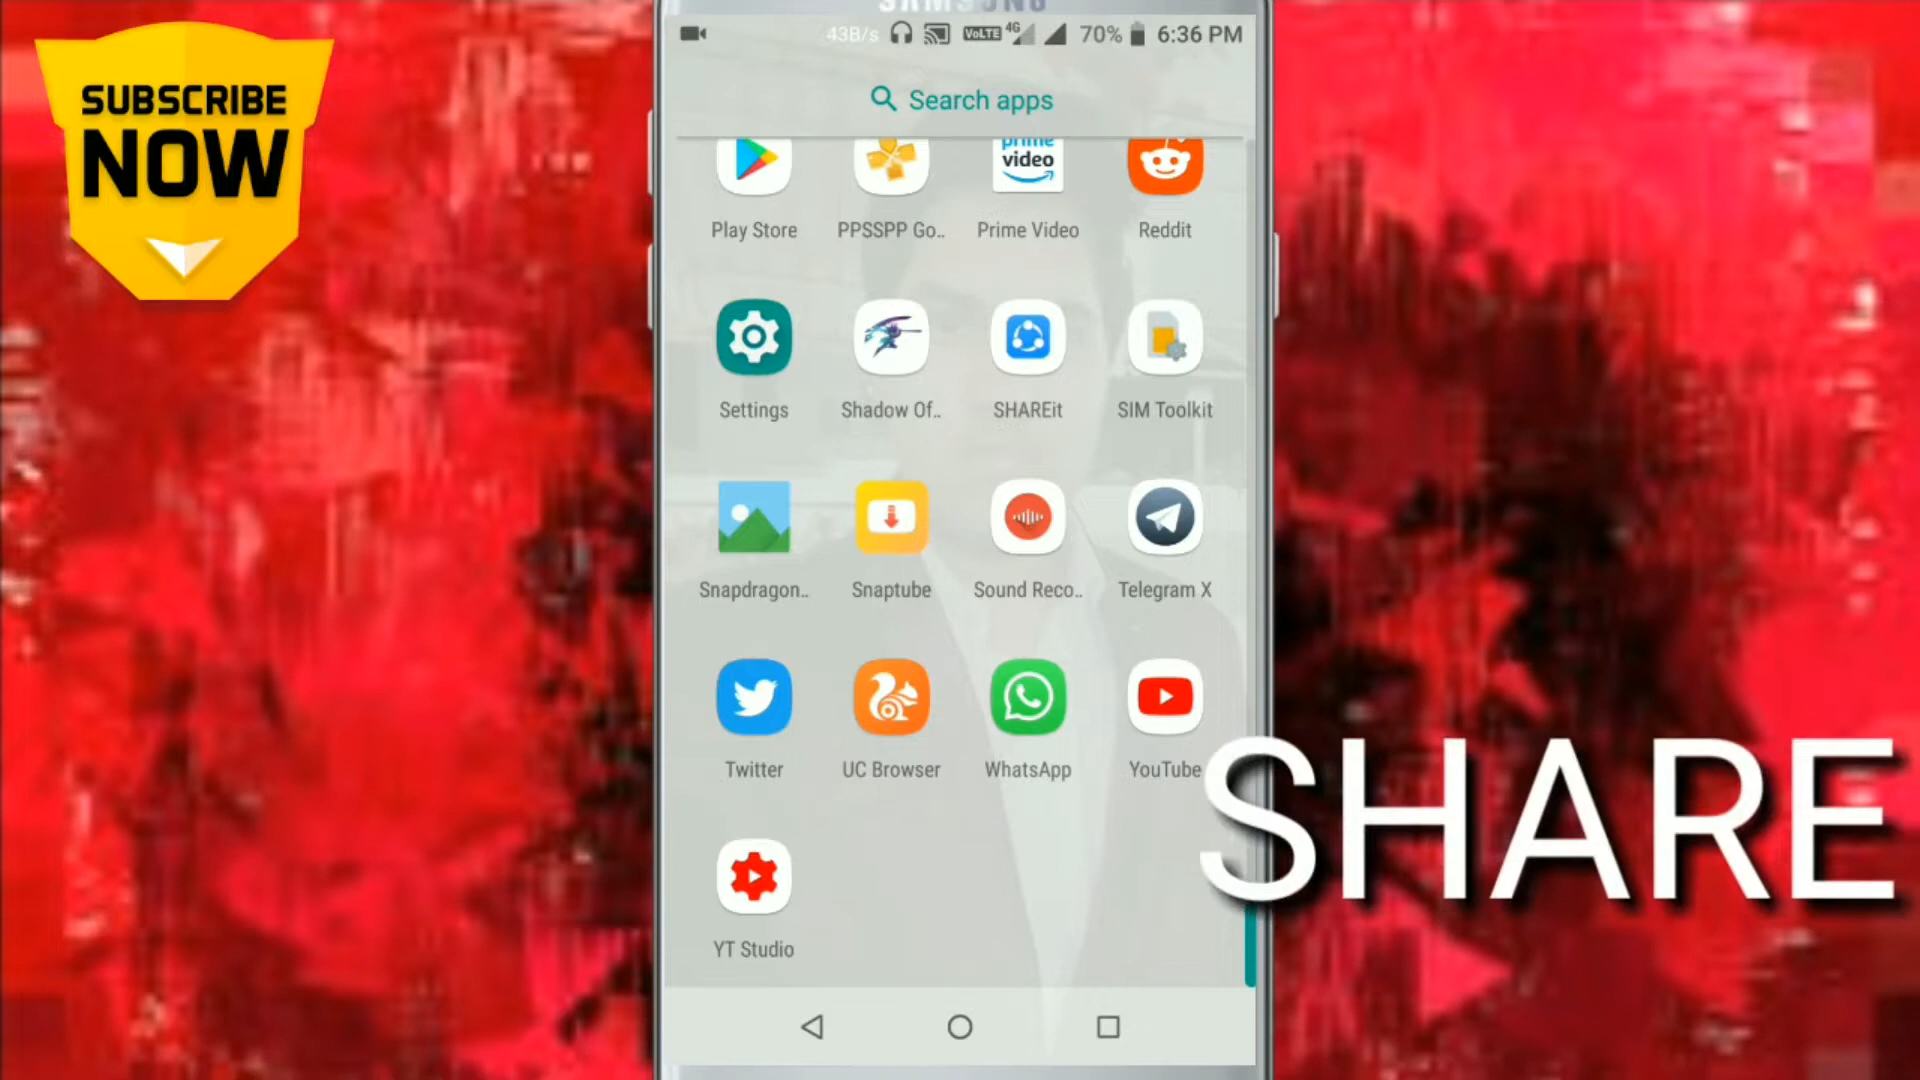 SAMSUNG
43B/s VoLTE 4G 70% 6:36 PM
SUBSCRIBE
NOW
Search apps
prime
video
Play Store PPSSPP Go.. Prime Video Reddit
Settings Shadow Of.. SHAREit SIM Toolkit
Snapdragon.. Snaptube Sound Reco.. Telegram X
Twitter UC Browser WhatsApp YouTube
SHARE
YT Studio